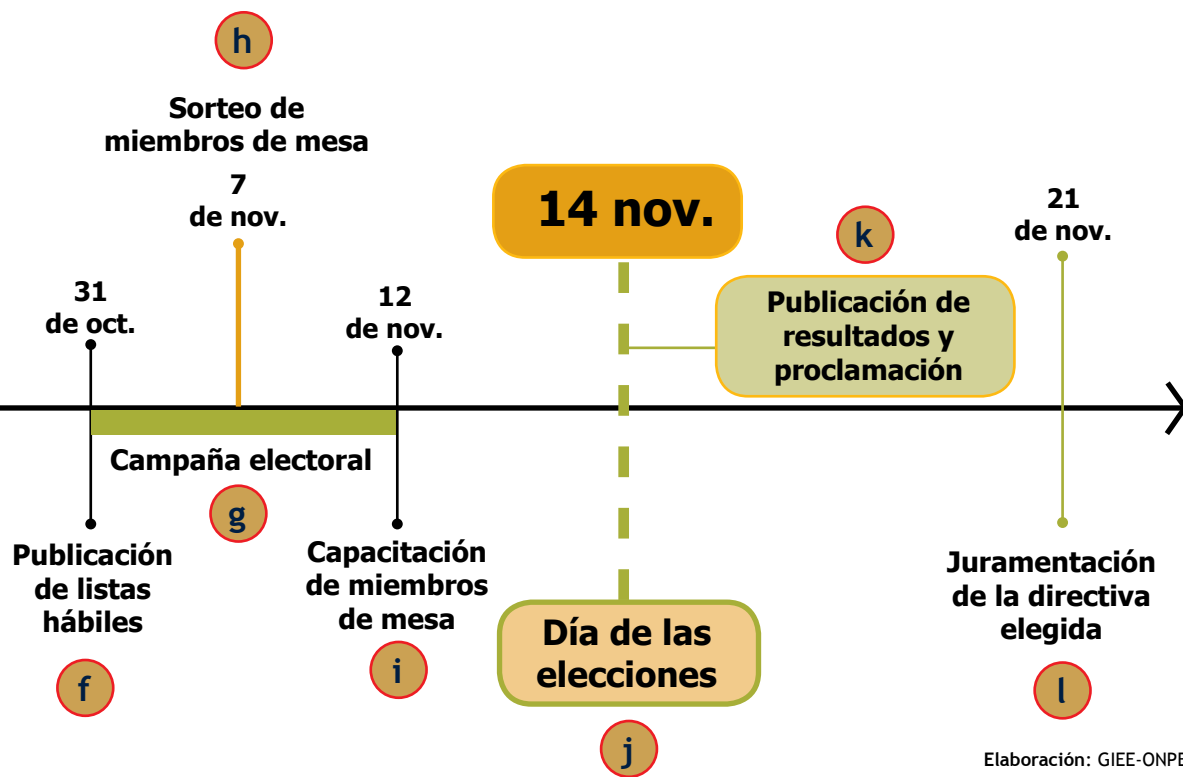 h
Sorteo de
miembros de mesa
7
de nov.
31
de oct.
12
de nov.
14 nov.
k
Publicación de
resultados y
proclamación
21
de nov.
Campaña electoral
g
Publicación
de listas
hábiles
f
Capacitación
de miembros
de mesa
i
Día de las
elecciones
j
Juramentación
de la directiva
elegida
l
Elaboración: GIEE-ONPE